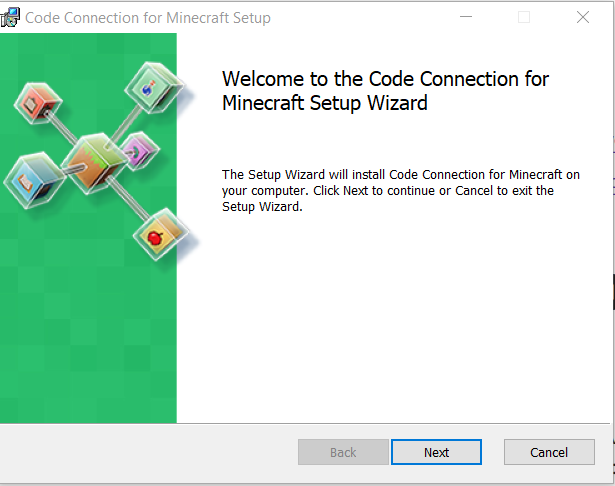 Code Connection for Minecraft Setup
Welcome to the Code Connection for
Minecraft Setup Wizard
The Setup Wizard will install Code Connection for Minecraft on
your computer. Click Next to continue or Cancel to exit the
Setup Wizard.
Back
Next
Cancel